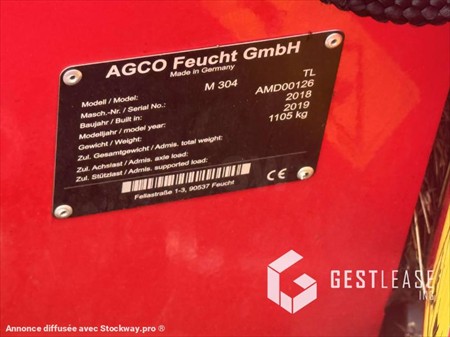 AGCO Feucht GmbH
Made in Germany
Modell / Model: M 304 TL
Masch.-Nr. / Serial No.: AMD00126
Baujahr / Built in: 2018
Modelljahr / model year: 2019
Gewicht / Weight: 1105 kg
Zul. Gesamtgewicht / Admis. total weight:
Zul. Achslast / Admis. axle load:
Zul. Stützlast / Admis. supported load:
CE
Fellastraße 1-3, 90537 Feucht
GESTLEASE
INC.
Annonce diffusée avec Stockway.pro ®